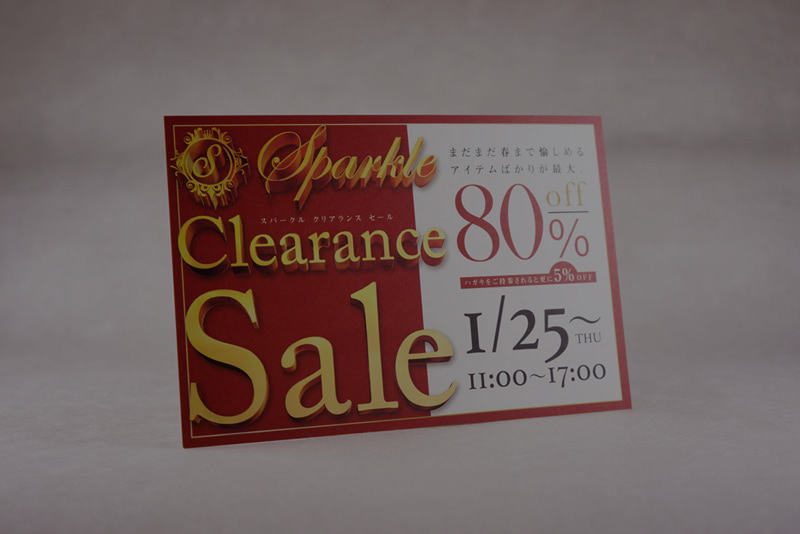 S
Sparkle
スパークル クリアランス セール
Clearance
Sale
まだまだ春まで愉しめる
アイテムばかりが最大、
80%
off
ハガキをご持参されると更に5%OFF
1/25~
THU
11:00~17:00